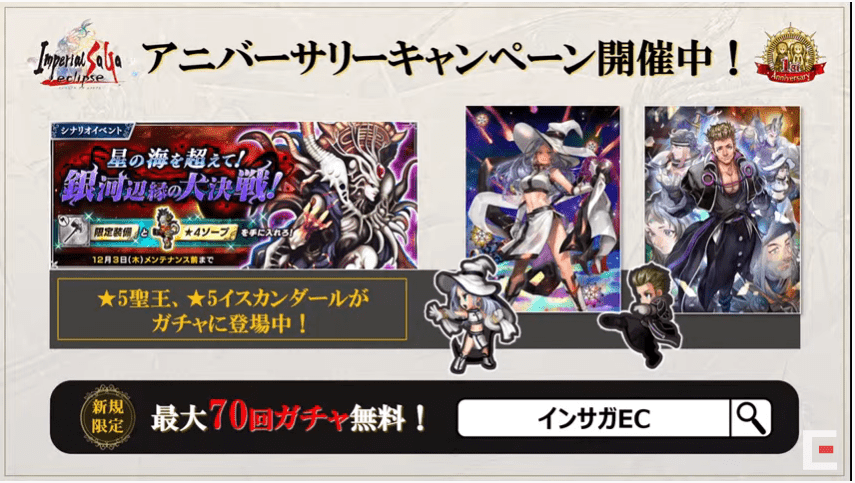 Imperial SaGa
eclipse
アニバーサリーキャンペーン開催中！
1st
Anniversary
シナリオイベント
星の海を超えて！
銀河辺縁の大決戦！
限定装備と★4ソープを手に入れろ！
12月3日(木)メンテナンス前まで
★5聖王、★5イスカンダールが
ガチャに登場中！
新規
限定
最大70回ガチャ無料！
インサガEC